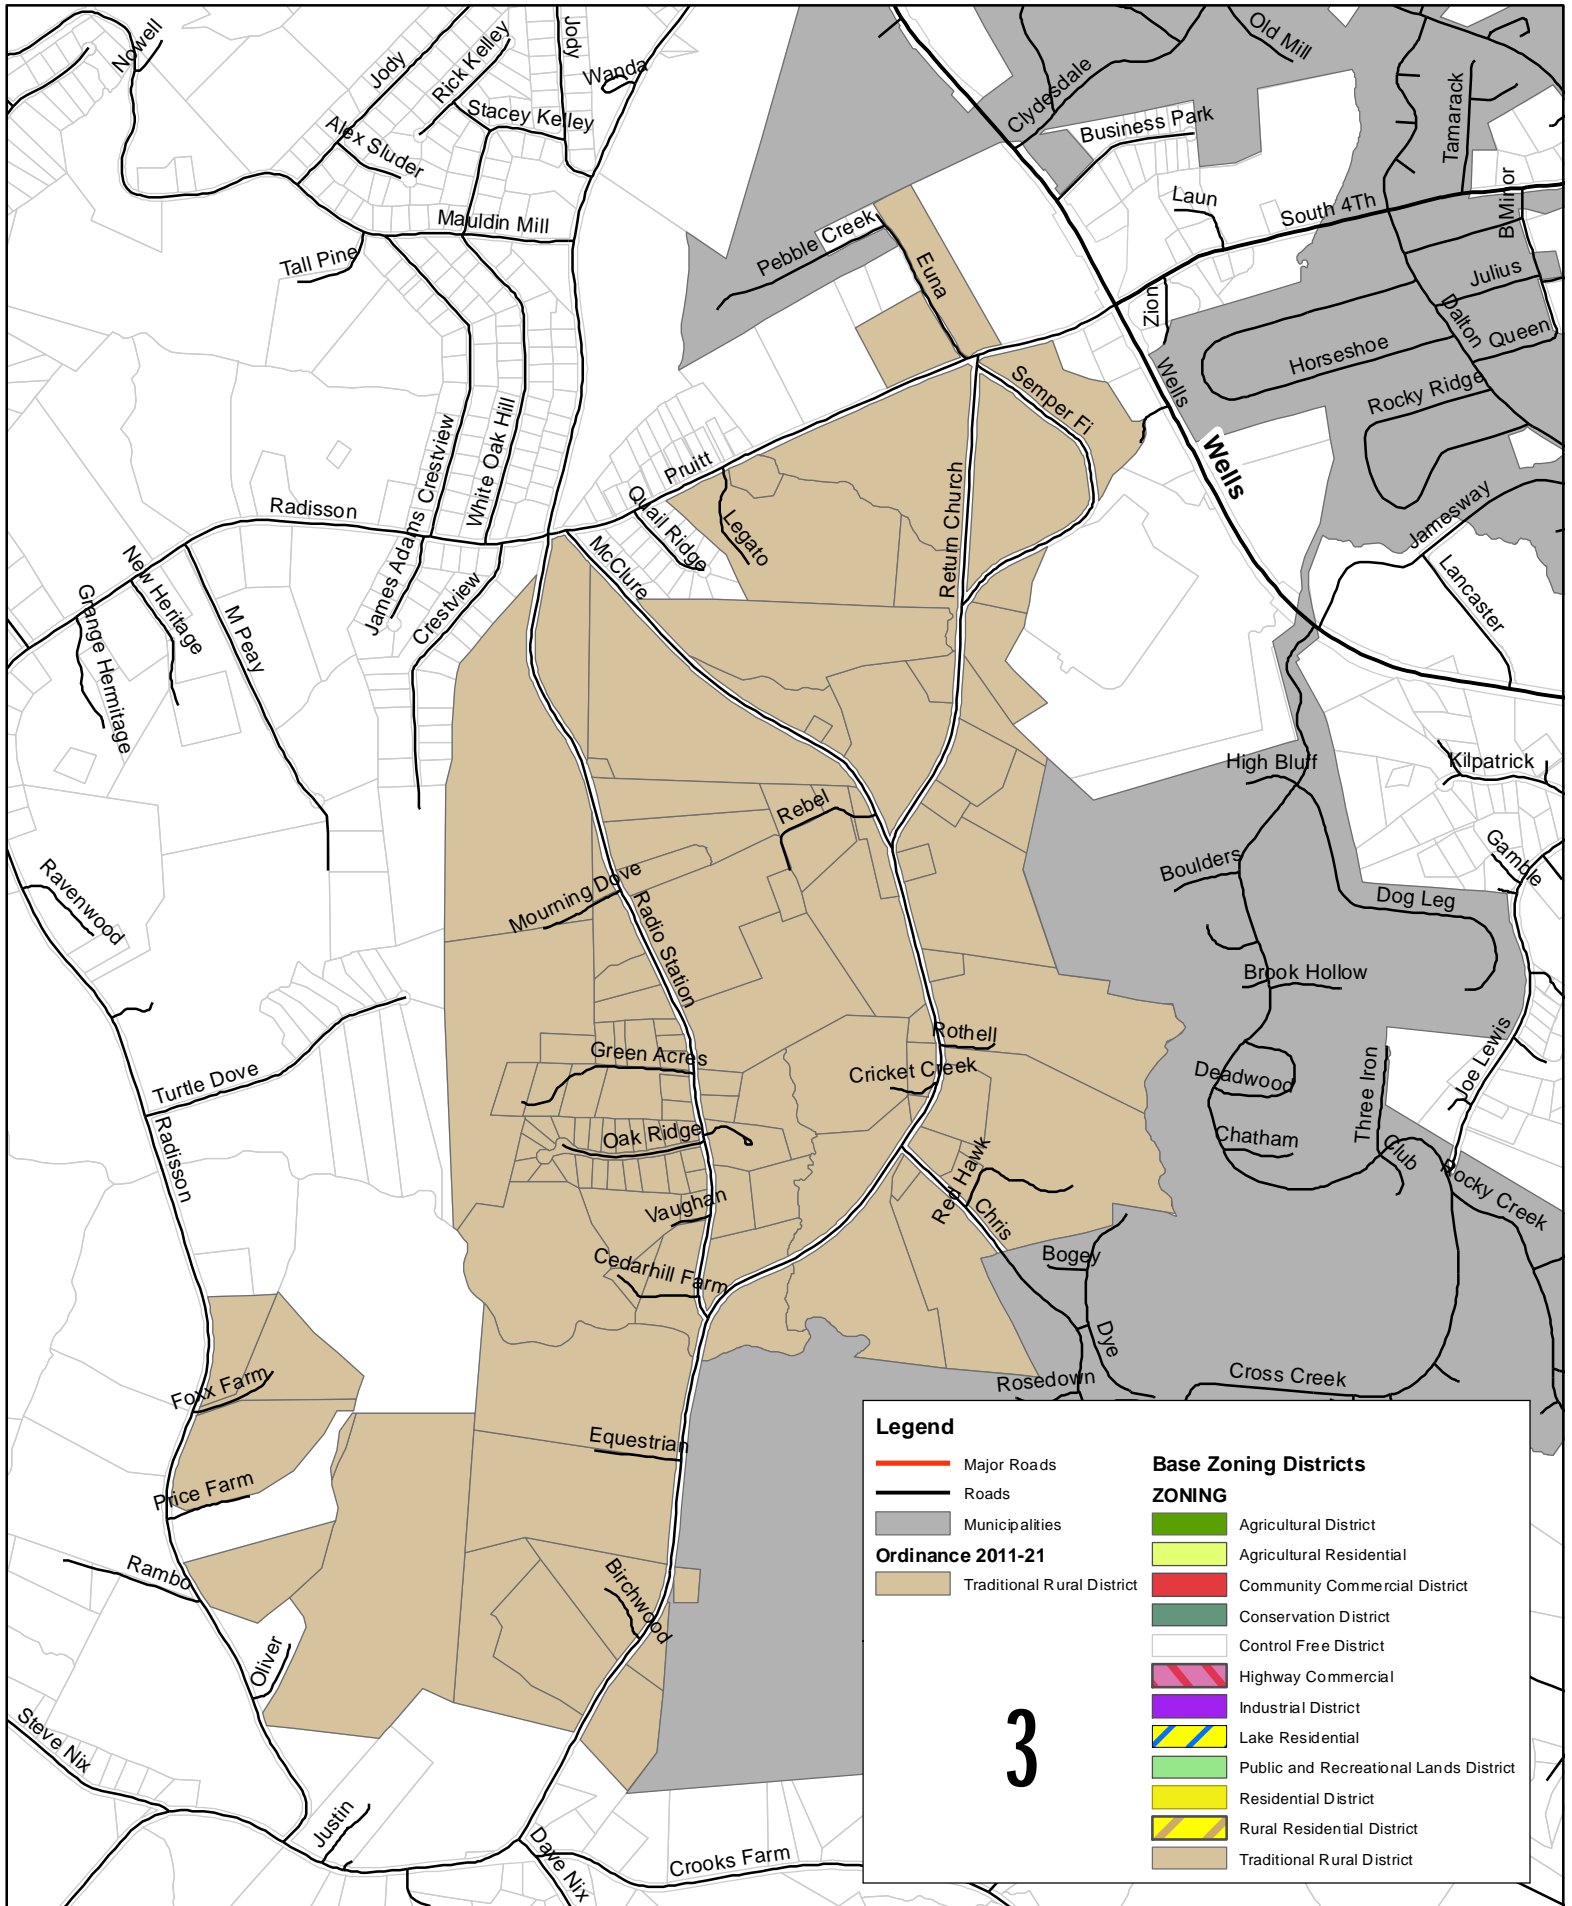 Nowell
Jody
Rick Kelley
Jody
Wanda
Stacey Kelley
Alex Sluder
Mauldin Mill
Tall Pine
Old Mill
Clydesdale
Business Park
Tamarack
Laun
South 4Th
BMinor
Pebble Creek
Euna
Zion
Julius
Dalton
Queen
Horseshoe
Wells
Rocky Ridge
Semper Fi
Wells
James Adams
Crestview
White Oak Hill
Pruitt
Quail Ridge
Legato
Return Church
Jamesway
Lancaster
Radisson
McClure
New Heritage
Grange Hermitage
M Peay
Crestview
High Bluff
Kilpatrick
Rebel
Gamble
Boulders
Dog Leg
Ravenwood
Mourning Dove
Radio Station
Brook Hollow
Rothell
Green Acres
Cricket Creek
Joe Lewis
Three Iron
Deadwood
Turtle Dove
Radisson
Oak Ridge
Chatham
Club
Rocky Creek
Red Hawk
Chris
Vaughan
Cedarhill Farm
Bogey
Dye
Foxx Farm
Rosedown
Cross Creek
Equestrian
Price Farm
Rambo
Birchwood
Oliver
Steve Nix
Justin
Dave Nix
Crooks Farm
Legend
Major Roads
Roads
Municipalities
Ordinance 2011-21
Traditional Rural District
Base Zoning Districts
ZONING
Agricultural District
Agricultural Residential
Community Commercial District
Conservation District
Control Free District
Highway Commercial
Industrial District
Lake Residential
Public and Recreational Lands District
Residential District
Rural Residential District
Traditional Rural District
3